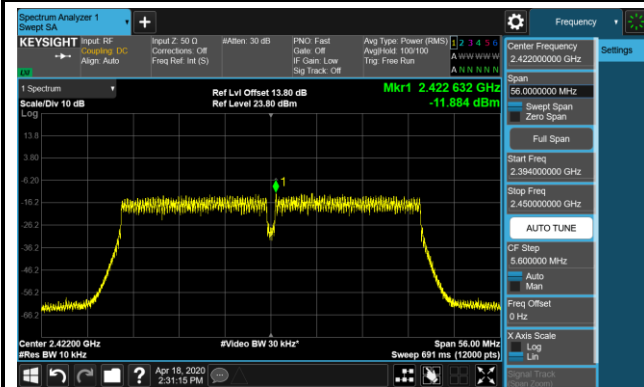 Spectrum Analyzer 1
Swept SA
Frequency
KEYSIGHT
Input: RF
Coupling: DC
Align: Auto
Input Z: 50 Ω
Corrections: Off
Freq Ref: Int (S)
#Atten: 30 dB
PNO: Fast
Gate: Off
IF Gain: Low
Sig Track: Off
Avg Type: Power (RMS)
Avg|Hold: 100/100
Trig: Free Run
1 2 3 4 5 6
A W W W W W
A N N N N N
1 Spectrum
Scale/Div 10 dB
Log
Ref Lvl Offset 13.80 dB
Ref Level 23.80 dBm
Mkr1 2.422 632 GHz
-11.884 dBm
13.8
3.80
-6.20
-16.2
-26.2
-36.2
-46.2
-56.2
-66.2
1
Center 2.42200 GHz
#Res BW 10 kHz
#Video BW 30 kHz*
Span 56.00 MHz
Sweep 691 ms (12000 pts)
Center Frequency
2.422000000 GHz
Settings
Span
56.0000000 MHz
Swept Span
Zero Span
Full Span
Start Freq
2.394000000 GHz
Stop Freq
2.450000000 GHz
AUTO TUNE
CF Step
5.600000 MHz
Auto
Man
Freq Offset
0 Hz
X Axis Scale
Log
Lin
Signal Track
(Span Zoom)
Apr 18, 2020
2:31:15 PM